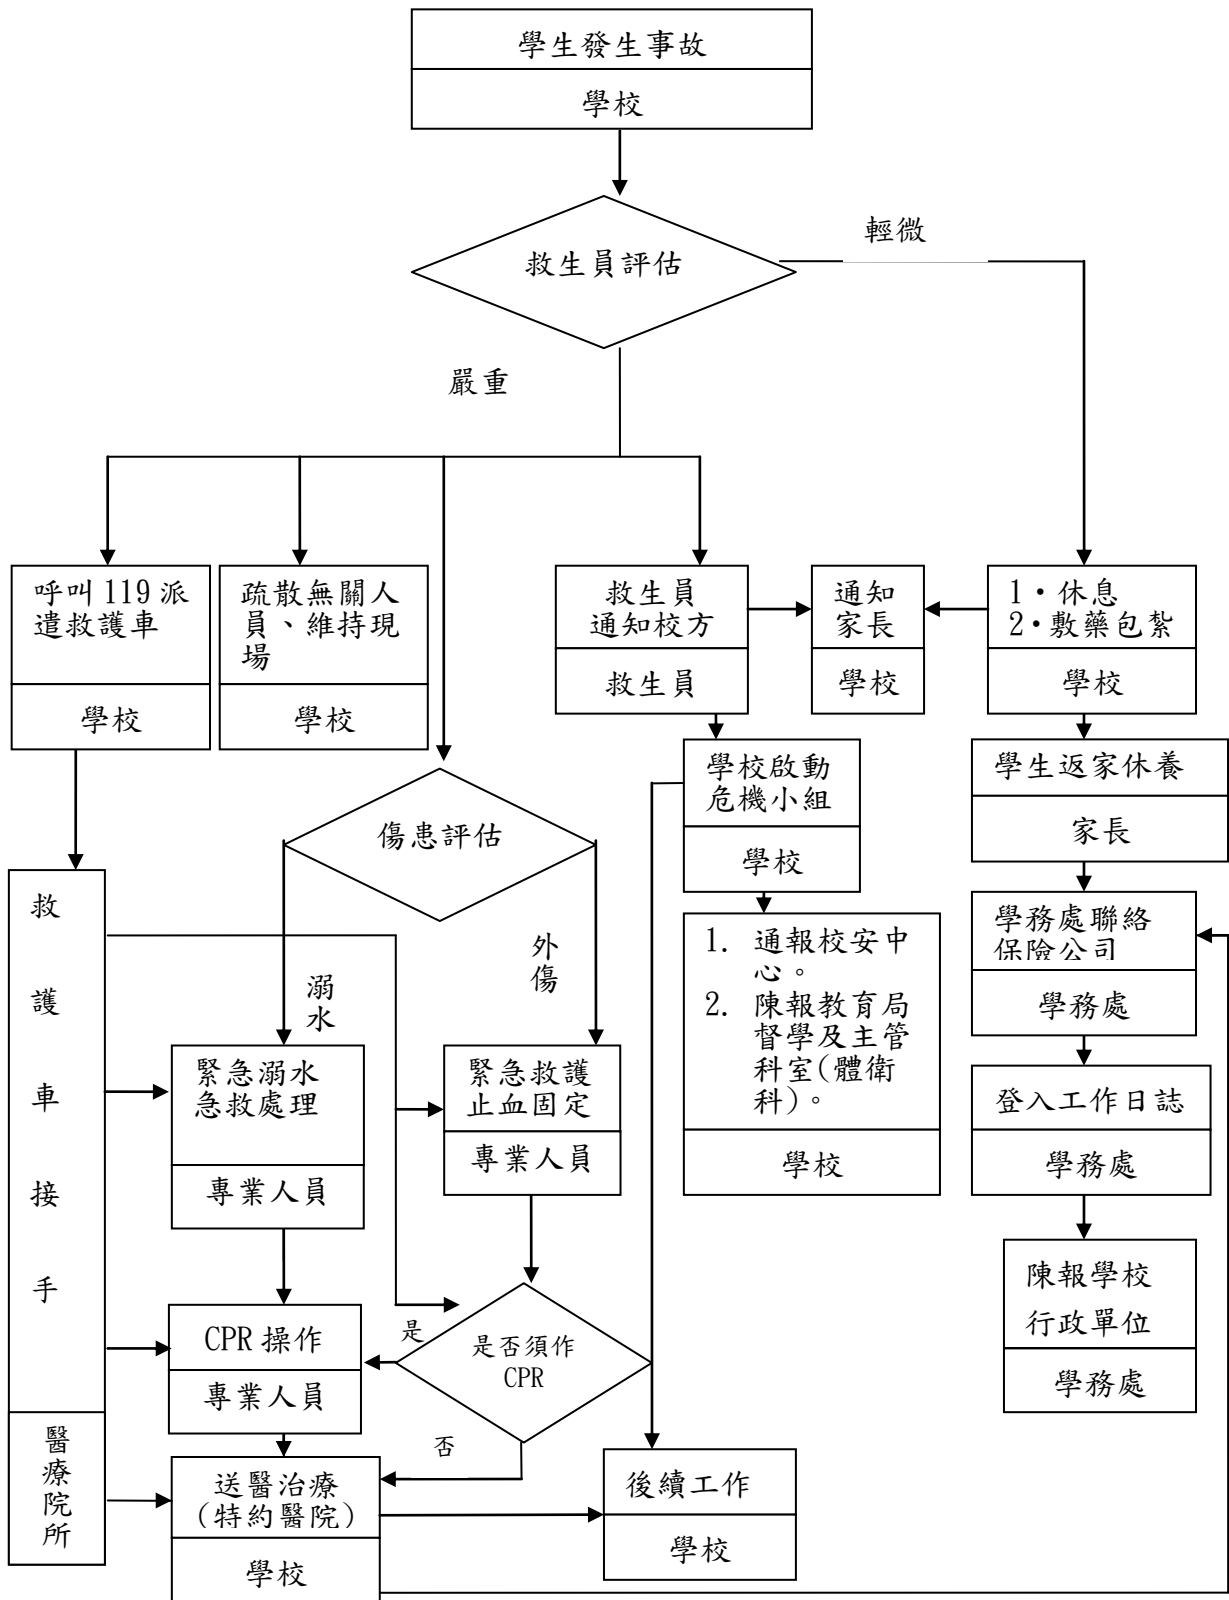 學生發生事故
學校
救生員評估
輕微
嚴重
呼叫119派
遣救護車
學校
疏散無關人
員、維持現
場
學校
救生員
通知校方
救生員
通知
家長
學校
1·休息
2·敷藥包紮
學校
學校啟動
危機小組
學校
學生返家休養
家長
傷患評估
溺
水
外
傷
救
護
車
接
手
醫
療
院
所
1. 通報校安中
心。
2. 陳報教育局
督學及主管
科室(體衛
科)。
學校
學務處聯絡
保險公司
學務處
緊急溺水
急救處理
專業人員
緊急救護
止血固定
專業人員
登入工作日誌
學務處
陳報學校
行政單位
學務處
CPR操作
專業人員
是
是否須作
CPR
否
送醫治療
(特約醫院)
學校
後續工作
學校